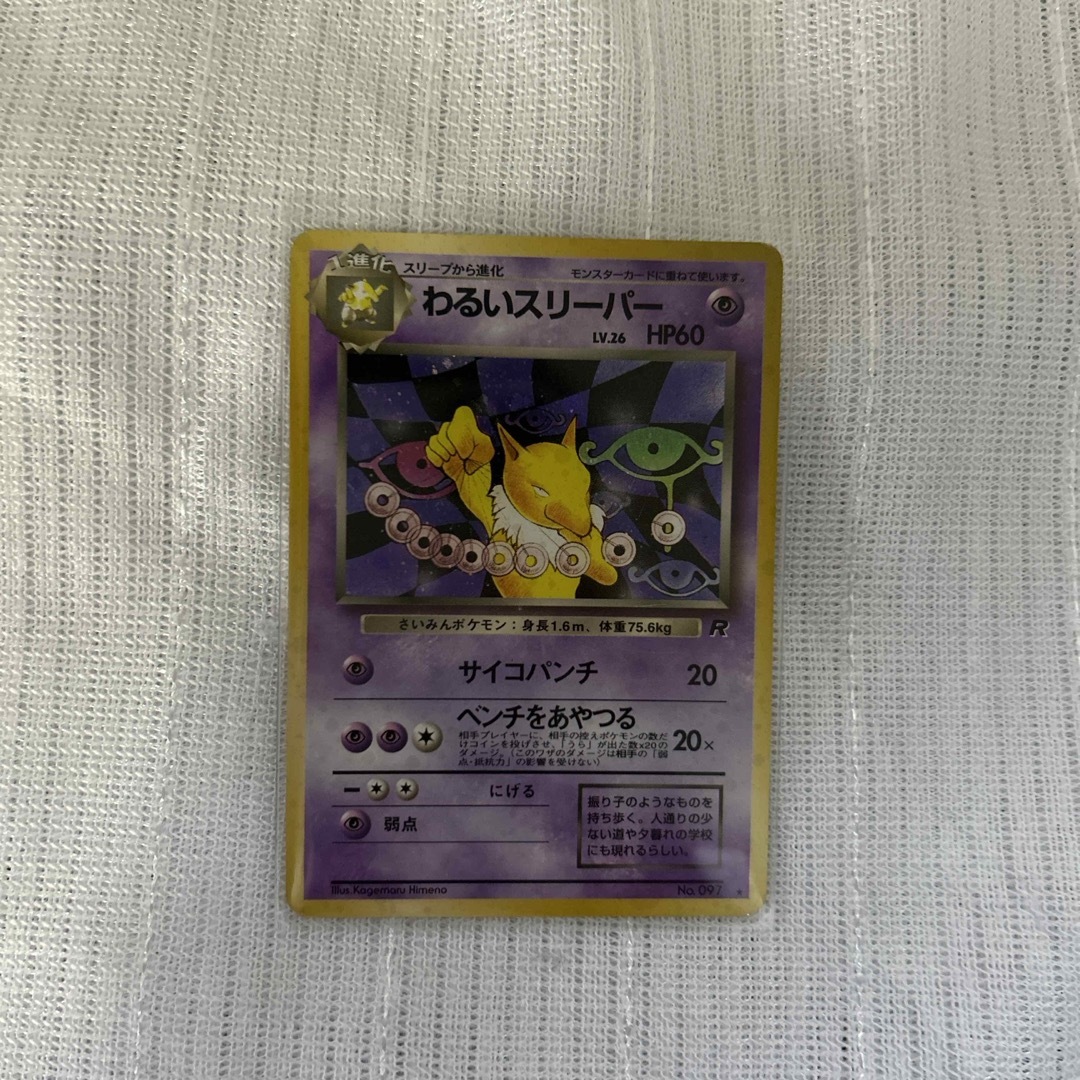 1進化 スリープから進化 モンスターカードに重ねて使います。
わるいスリーパー
LV.26 HP60
さいみんポケモン：身長1.6m、体重75.6kg R
サイコパンチ 20
ベンチをあやつる
相手プレイヤーに、相手の控えポケモンの数だ
けコインを投げさせ、「うら」が出た数x20の
ダメージ。（このワザのダメージは相手の「弱
点・抵抗力」の影響を受けない）
20×
にげる
弱点
振り子のようなものを
持ち歩く。人通りの少
ない道や夕暮れの学校
にも現れるらしい。
Illus. Kagemaru Himeno No. 097 ★